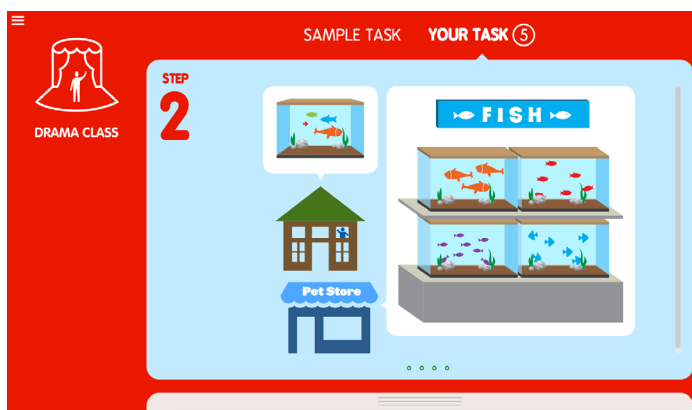 SAMPLE TASK
YOUR TASK 5
STEP
2
DRAMA CLASS
FISH
Pet Store